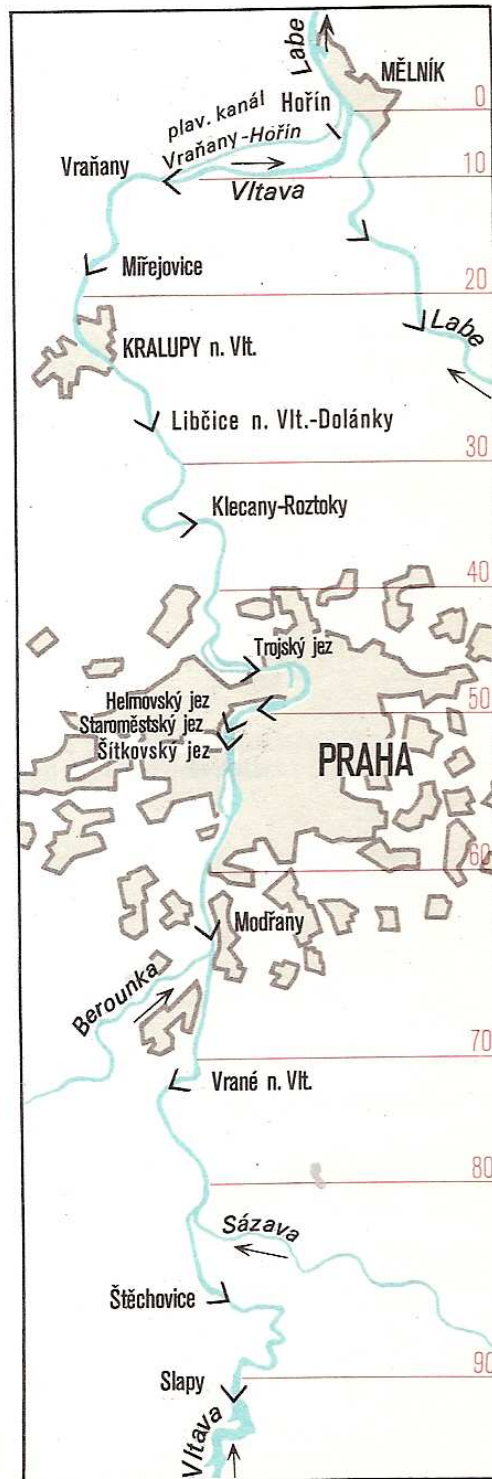 Labe
MĚLNÍK
Hořín
0
plav. kanál
Vraňany-Hořín
Vraňany
10
Vltava
Miřejovice
20
Labe
KRALUPY n. Vlt.
Libčice n. Vlt.-Dolánky
30
Klecany-Roztoky
40
Trojský jez
Helmovský jez
50
Staroměstský jez
Šítkovský jez
PRAHA
60
Modřany
Berounka
70
Vrané n. Vlt.
80
Sázava
Štěchovice
90
Slapy
Vltava